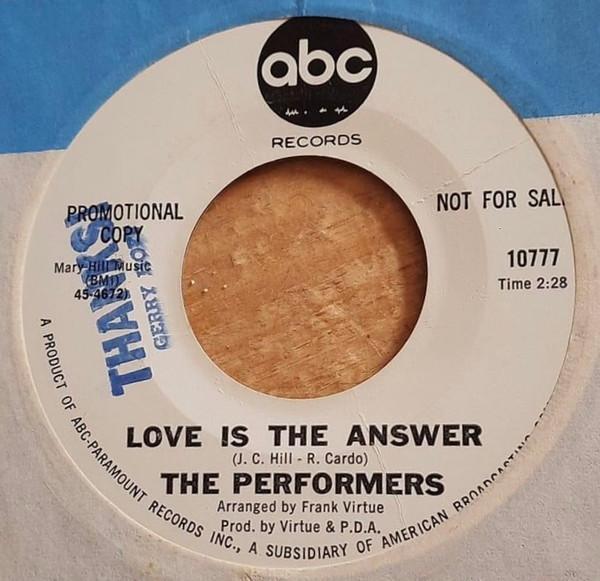 abc
RECORDS
PROMOTIONAL
COPY
NOT FOR SAL
Mary Hill Music
(BMI)
45-4672)
10777
Time 2:28
THANKS!
GERRY
LOVE IS THE ANSWER
(J. C. Hill - R. Cardo)
THE PERFORMERS
Arranged by Frank Virtue
Prod. by Virtue & P.D.A.
A PRODUCT OF ABC-PARAMOUNT RECORDS INC., A SUBSIDIARY OF AMERICAN BROADCASTING